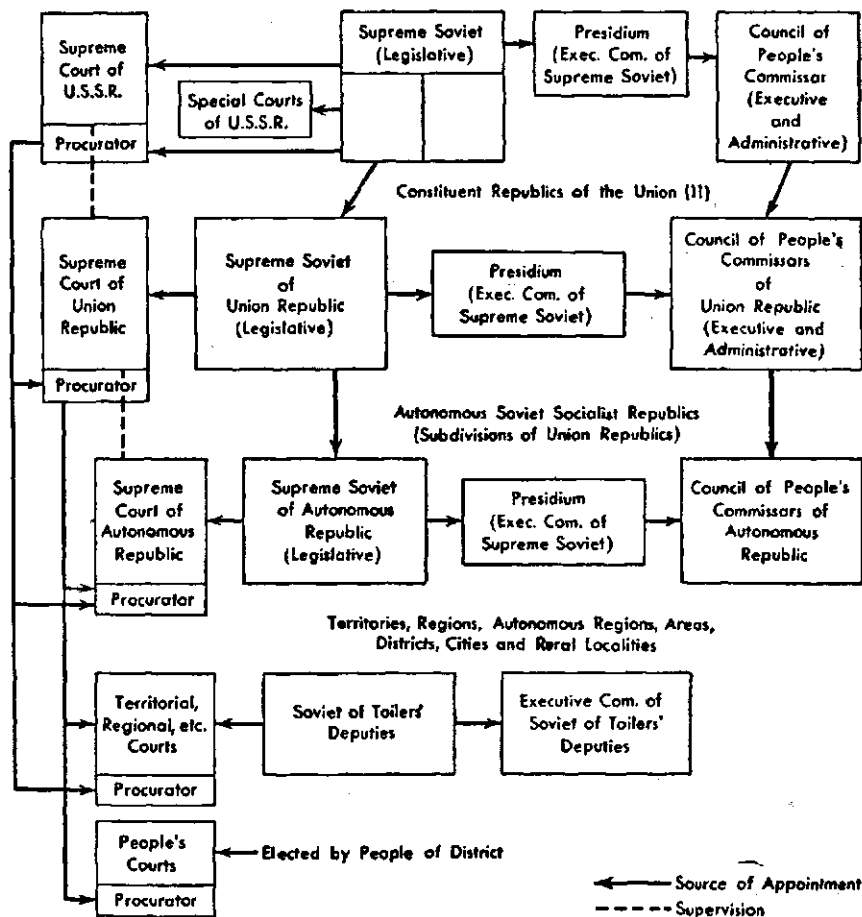 Supreme
Court of
U.S.S.R.
Procurator
Special Courts
of U.S.S.R.
Supreme Soviet
(Legislative)
Presidium
(Exec. Com. of
Supreme Soviet)
Council of
People's
Commissar
(Executive
and
Administrative)
Constituent Republics of the Union (11)
Supreme
Court of
Union
Republic
Procurator
Supreme Soviet
of
Union Republic
(Legislative)
Presidium
(Exec. Com. of
Supreme Soviet)
Council of People's
Commissars
of
Union Republic
(Executive and
Administrative)
Autonomous Soviet Socialist Republics
(Subdivisions of Union Republics)
Supreme
Court of
Autonomous
Republic
Procurator
Supreme Soviet
of Autonomous
Republic
(Legislative)
Presidium
(Exec. Com. of
Supreme Soviet)
Council of People's
Commissars of
Autonomous
Republic
Territories, Regions, Autonomous Regions, Areas,
Districts, Cities and Rural Localities
Territorial,
Regional, etc.
Courts
Procurator
Soviet of Toilers'
Deputies
Executive Com. of
Soviet of Toilers'
Deputies
People's
Courts
Procurator
Elected by People of District
Source of Appointment
Supervision